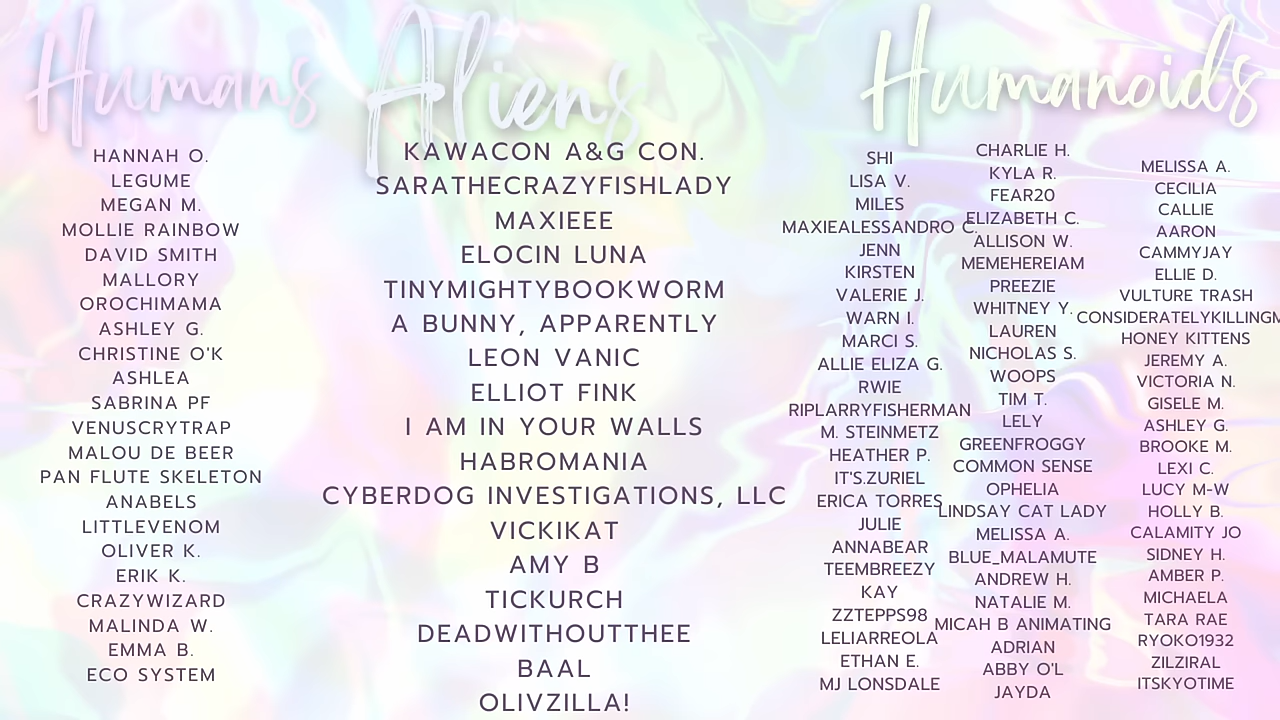 Humans
HANNAH O.
LEGUME
MEGAN M.
MOLLIE RAINBOW
DAVID SMITH
MALLORY
OROCHIMAMA
ASHLEY G.
CHRISTINE O'K
ASHLEA
SABRINA PF
VENUSCRYTRAP
MALOU DE BEER
PAN FLUTE SKELETON
ANABELS
LITTLEVENOM
OLIVER K.
ERIK K.
CRAZYWIZARD
MALINDA W.
EMMA B.
ECO SYSTEM
Aliens
KAWACON A&G CON.
SARATHECRAZYFISHLADY
MAXIEEE
ELOCIN LUNA
TINYMIGHTYBOOKWORM
A BUNNY, APPARENTLY
LEON VANIC
ELLIOT FINK
I AM IN YOUR WALLS
HABROMANIA
CYBERDOG INVESTIGATIONS, LLC
VICKIKAT
AMY B
TICKURCH
DEADWITHOUTTHEE
BAAL
OLIVZILLA!
Humanoids
SHI
LISA V.
MILES
MAXIEALESSANDRO C.
JENN
KIRSTEN
VALERIE J.
WARN I.
MARCI S.
ALLIE ELIZA G.
RWIE
RIPLARRYFISHERMAN
M. STEINMETZ
HEATHER P.
IT'S.ZURIEL
ERICA TORRES
JULIE
ANNABEAR
TEEMBREEZY
KAY
ZZTEPPS98
LELIARREOLA
ETHAN E.
MJ LONSDALE
CHARLIE H.
KYLA R.
FEAR20
ELIZABETH C.
ALLISON W.
MEMEHEREIAM
PREEZIE
WHITNEY Y.
LAUREN
NICHOLAS S.
WOOPS
TIM T.
LELY
GREENFROGGY
COMMON SENSE
OPHELIA
LINDSAY CAT LADY
MELISSA A.
BLUE_MALAMUTE
ANDREW H.
NATALIE M.
MICAH B ANIMATING
ADRIAN
ABBY O'L
JAYDA
MELISSA A.
CECILIA
CALLIE
AARON
CAMMYJAY
ELLIE D.
VULTURE TRASH
CONSIDERATELYKILLINGM
HONEY KITTENS
JEREMY A.
VICTORIA N.
GISELE M.
ASHLEY G.
BROOKE M.
LEXI C.
LUCY M-W
HOLLY B.
CALAMITY JO
SIDNEY H.
AMBER P.
MICHAELA
TARA RAE
RYOKO1932
ZILZIRAL
ITSKYOTIME